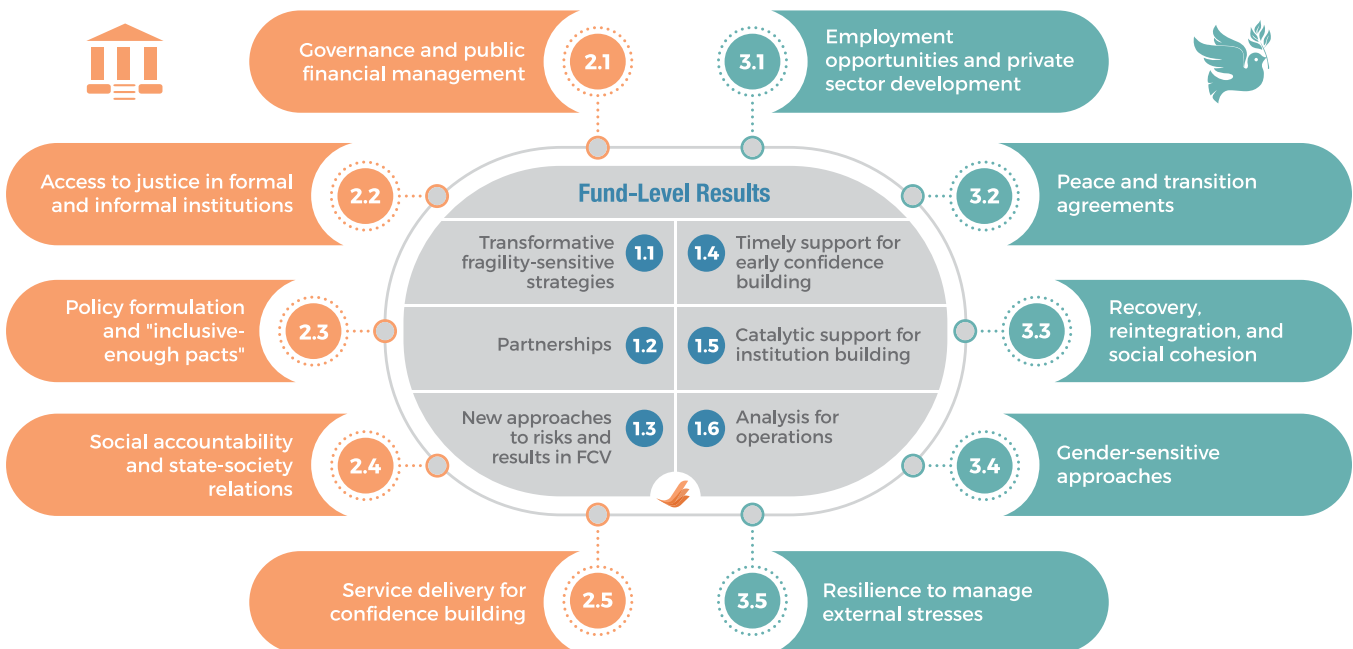 Governance and public
financial management
2.1
3.1
Employment
opportunities and private
sector development
Access to justice in formal
and informal institutions
2.2
3.2
Peace and transition
agreements
Policy formulation
and "inclusive-
enough pacts"
2.3
3.3
Recovery,
reintegration, and
social cohesion
Social accountability
and state-society
relations
2.4
3.4
Gender-sensitive
approaches
Service delivery for
confidence building
2.5
3.5
Resilience to manage
external stresses
Fund-Level Results
Transformative
fragility-sensitive
strategies
1.1
1.4
Timely support for
early confidence
building
Partnerships
1.2
1.5
Catalytic support for
institution building
New approaches
to risks and
results in FCV
1.3
1.6
Analysis for
operations